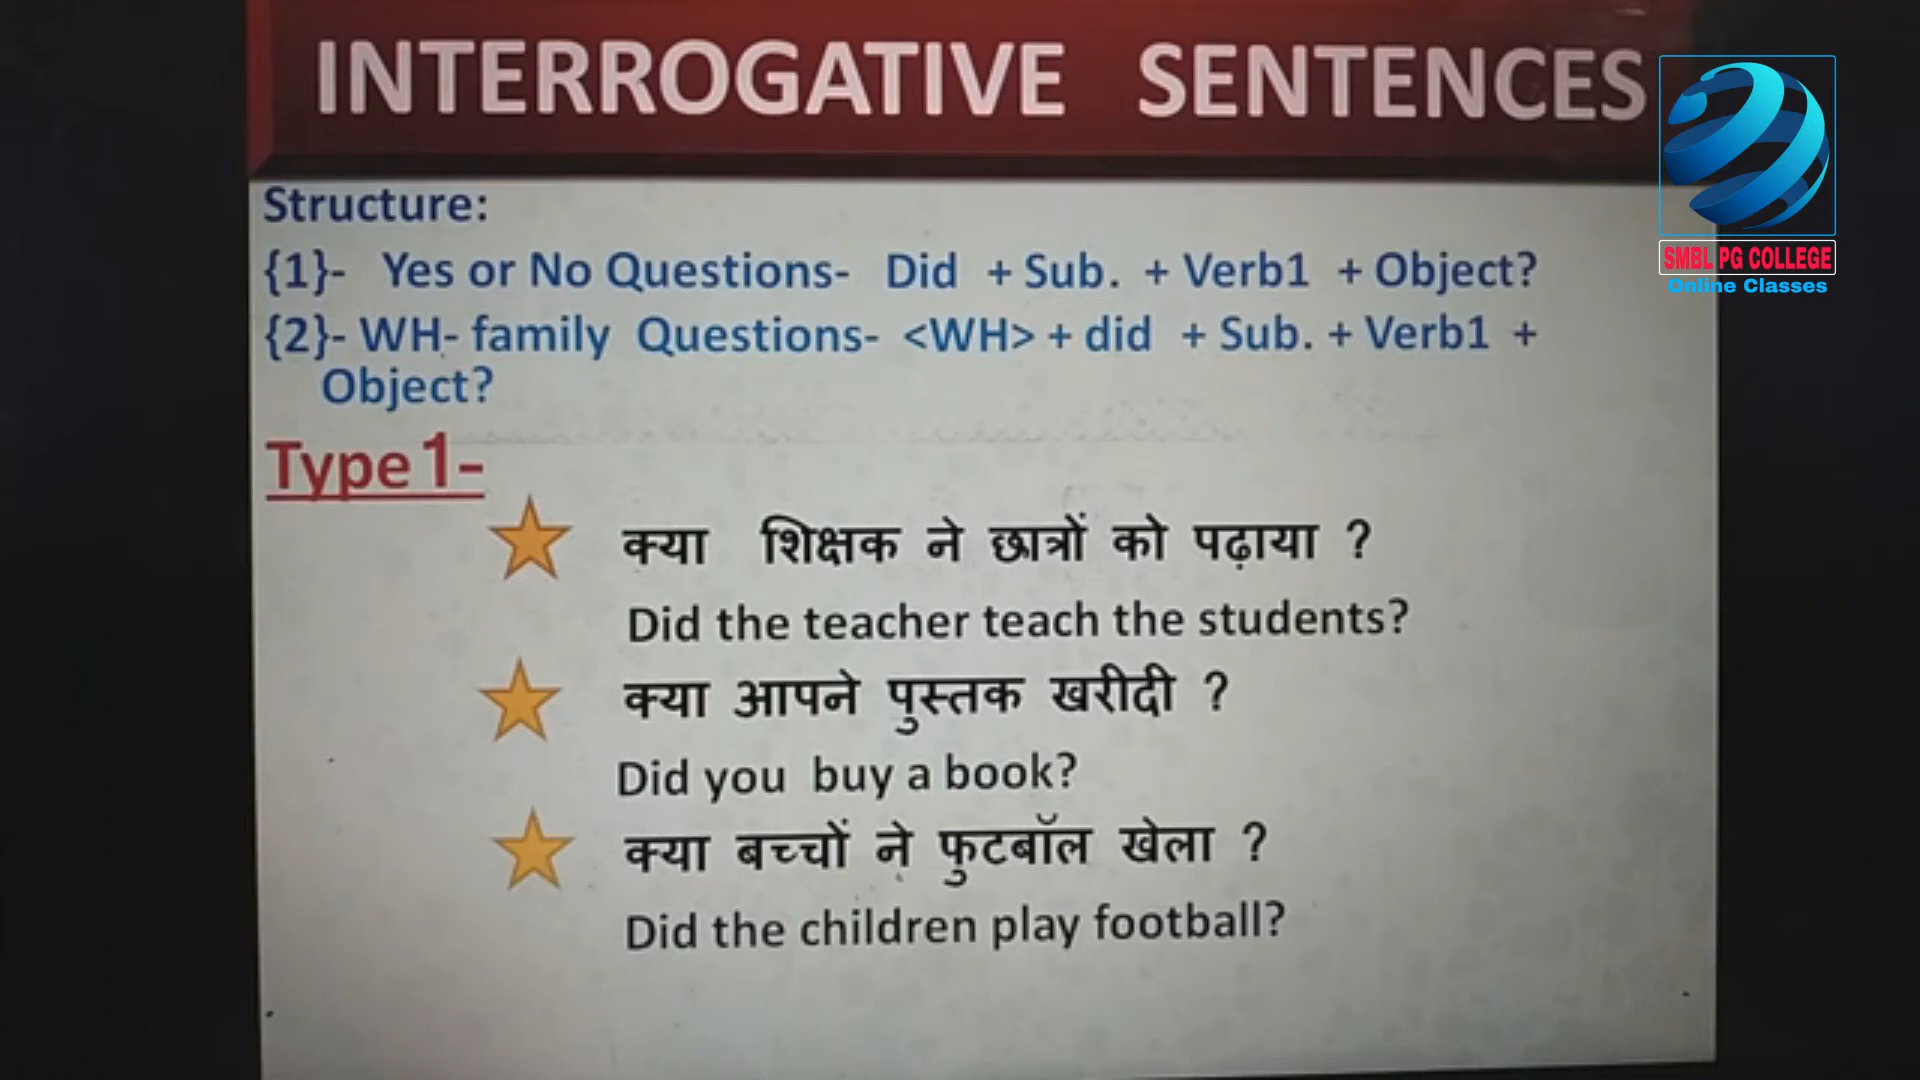 INTERROGATIVE SENTENCES
SMBL PG COLLEGE
Online Classes
Structure:
{1}- Yes or No Questions- Did + Sub. + Verb1 + Object?
{2}- WH- family Questions- <WH> + did + Sub. + Verb1 +
Object?
Type 1-
क्या शिक्षक ने छात्रों को पढ़ाया ?
Did the teacher teach the students?
क्या आपने पुस्तक खरीदी ?
Did you buy a book?
क्या बच्चों ने फुटबॉल खेला ?
Did the children play football?